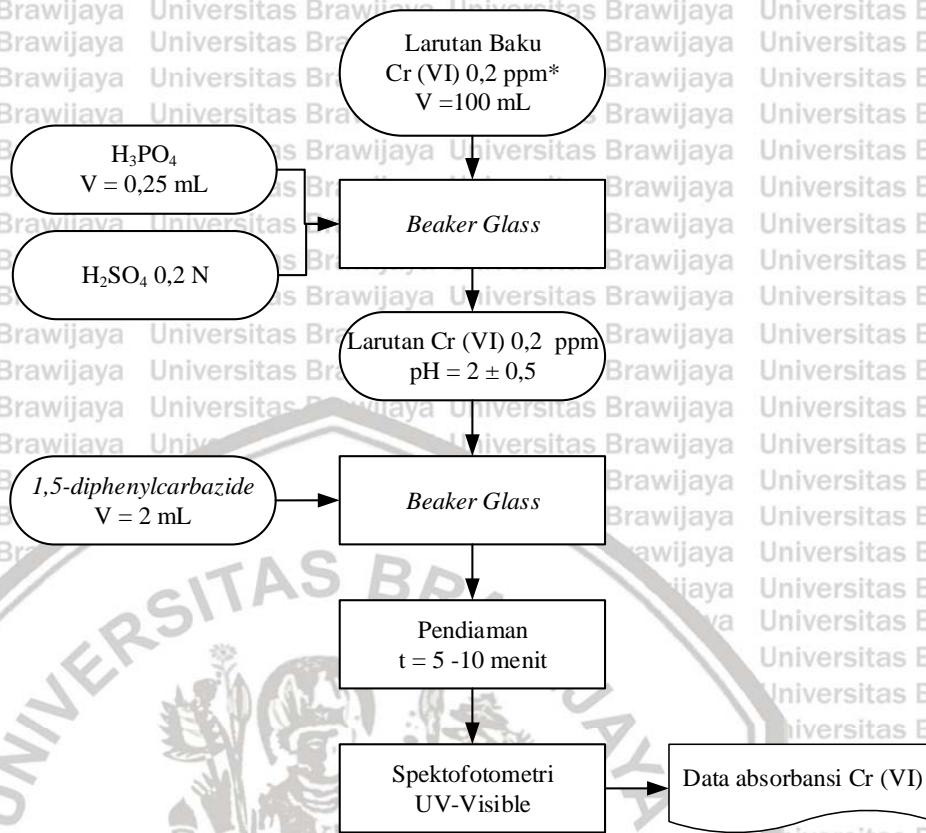 Larutan Baku
Cr (VI) 0,2 ppm*
V =100 mL
H₃PO₄
V = 0,25 mL
Beaker Glass
H₂SO₄ 0,2 N
Larutan Cr (VI) 0,2 ppm
pH = 2 ± 0,5
1,5-diphenylcarbazide
V = 2 mL
Beaker Glass
Pendiaman
t = 5 -10 menit
Spektofotometri
UV-Visible
Data absorbansi Cr (VI)
UNIVERSITAS BRAWIJAYA